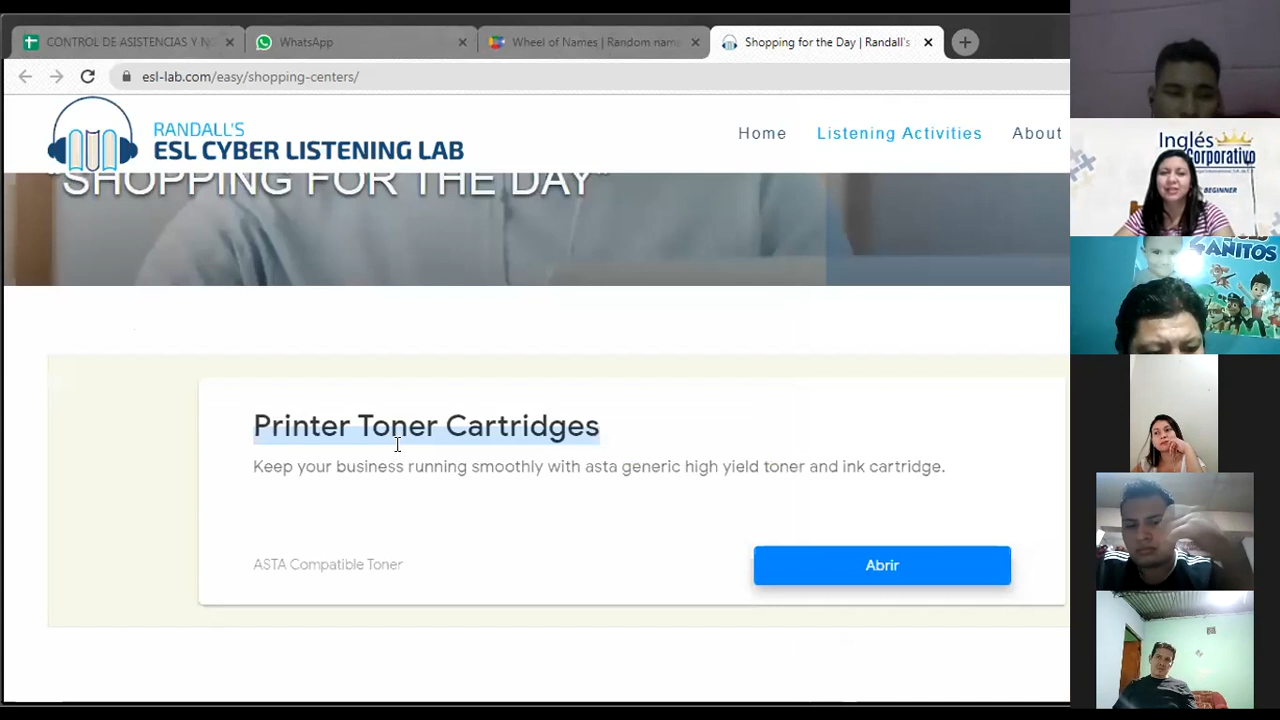 CONTROL DE ASISTENCIAS Y NO
WhatsApp
Wheel of Names | Random name
Shopping for the Day | Randall's
esl-lab.com/easy/shopping-centers/
RANDALL'S
ESL CYBER LISTENING LAB
Home
Listening Activities
About
"SHOPPING FOR THE DAY"
Printer Toner Cartridges
Keep your business running smoothly with asta generic high yield toner and ink cartridge.
ASTA Compatible Toner
Abrir
Inglés
Corporativo
BEGINNER
4 AÑITOS